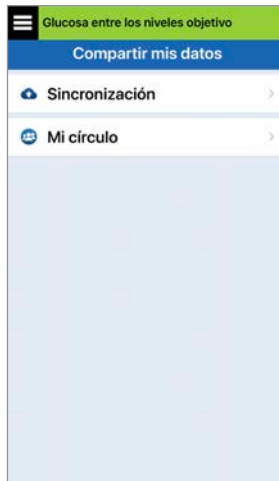 Glucosa entre los niveles objetivo
Compartir mis datos
Sincronización
Mi círculo